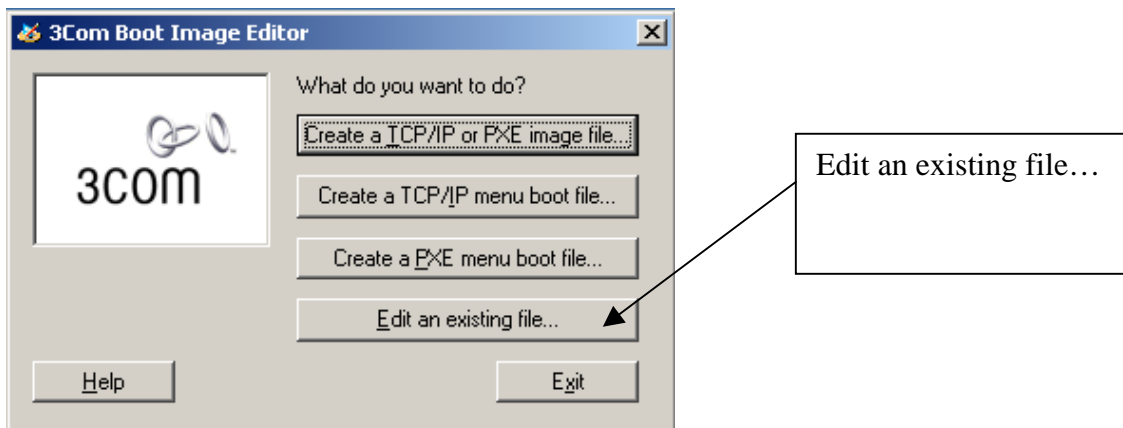 3Com Boot Image Editor
What do you want to do?
Create a TCP/IP or PXE image file...
3COM
Create a TCP/IP menu boot file...
Create a PXE menu boot file...
Edit an existing file...
Help
Exit
Edit an existing file…